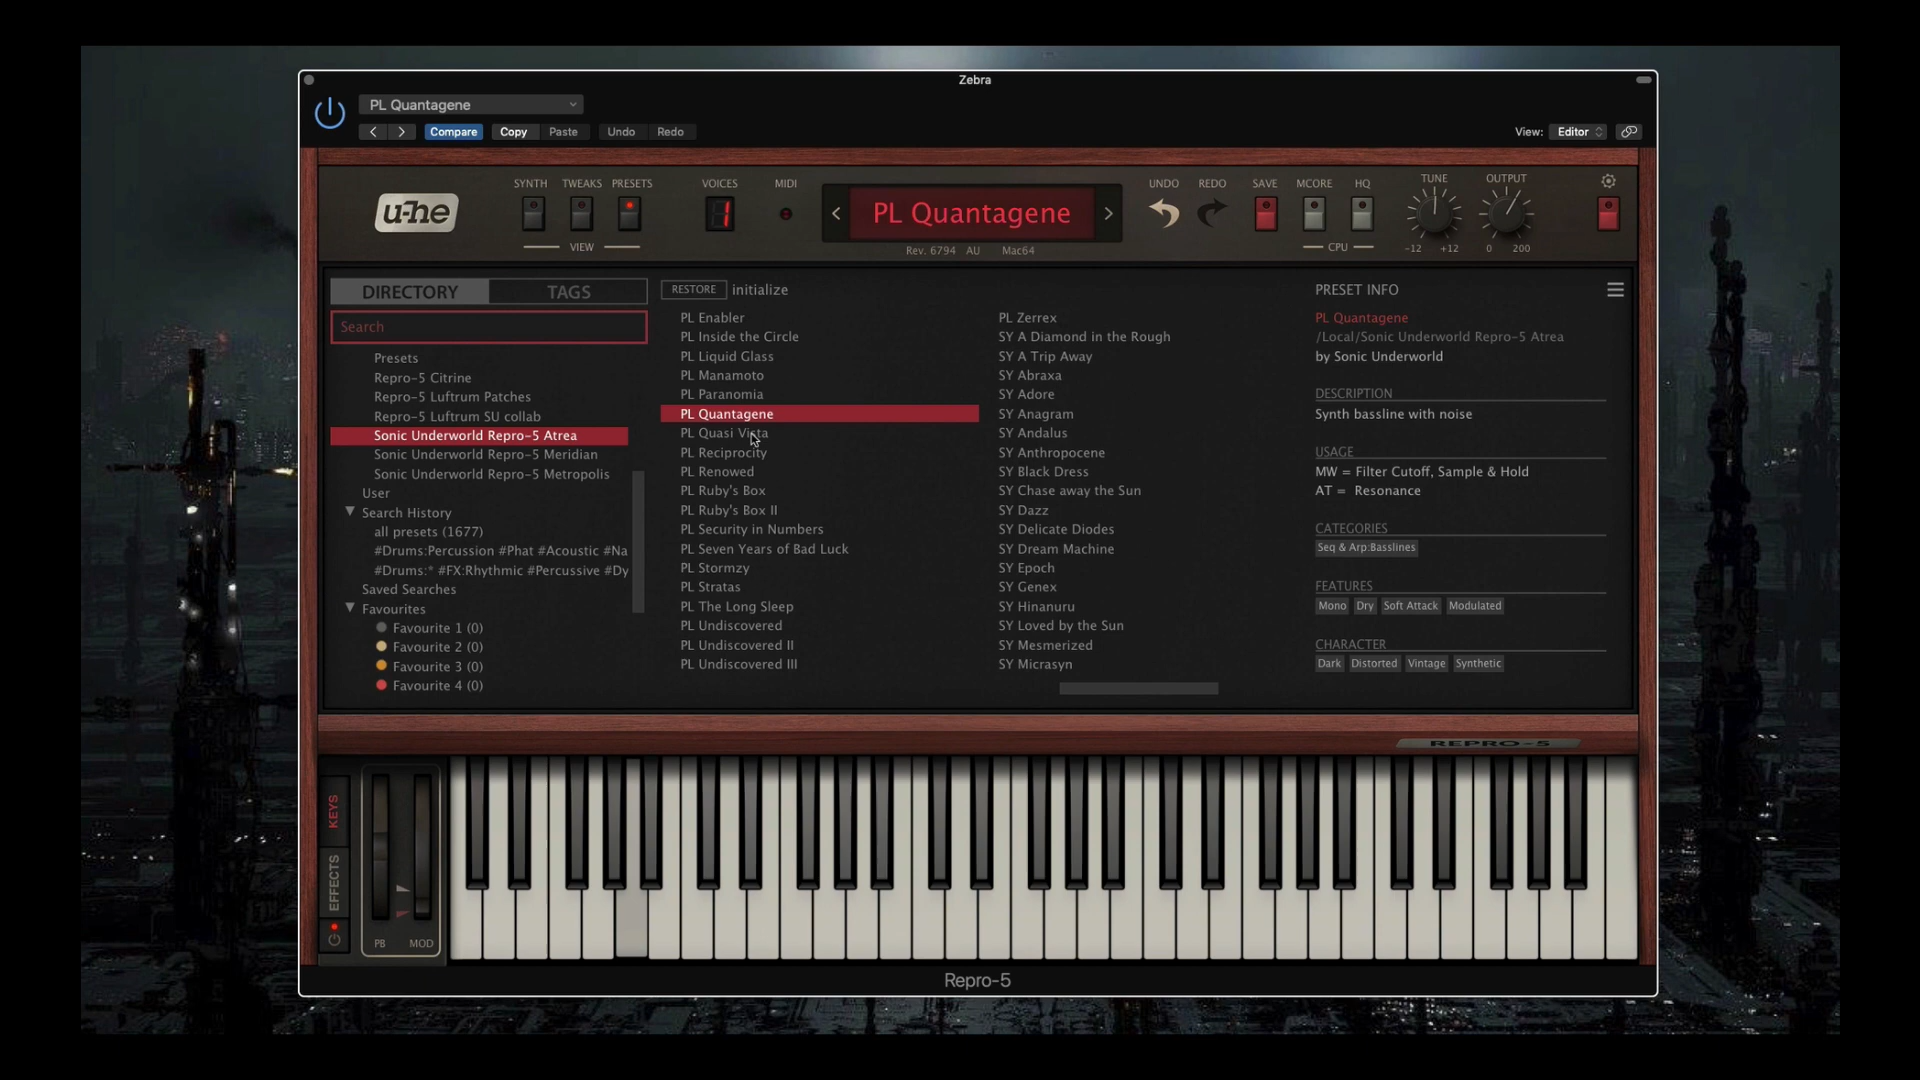 Zebra
PL Quantagene
Compare
Copy
Paste
Undo
Redo
View:
Editor
u-he
SYNTH
TWEAKS
PRESETS
VIEW
VOICES
1
MIDI
PL Quantagene
Rev. 6794 AU Mac64
UNDO
REDO
SAVE
MCORE
HQ
CPU
TUNE
-12 +12
OUTPUT
0 200
DIRECTORY
TAGS
Search
Presets
Repro-5 Citrine
Repro-5 Luftrum Patches
Repro-5 Luftrum SU collab
Sonic Underworld Repro-5 Atrea
Sonic Underworld Repro-5 Meridian
Sonic Underworld Repro-5 Metropolis
User
Search History
all presets (1677)
#Drums:Percussion #Phat #Acoustic #Na
#Drums:* #FX:Rhythmic #Percussive #Dy
Saved Searches
Favourites
Favourite 1 (0)
Favourite 2 (0)
Favourite 3 (0)
Favourite 4 (0)
RESTORE
initialize
PL Enabler
PL Inside the Circle
PL Liquid Glass
PL Manamoto
PL Paranomia
PL Quantagene
PL Quasi Vista
PL Reciprocity
PL Renowed
PL Ruby's Box
PL Ruby's Box II
PL Security in Numbers
PL Seven Years of Bad Luck
PL Stormzy
PL Stratas
PL The Long Sleep
PL Undiscovered
PL Undiscovered II
PL Undiscovered III
PL Zerrex
SY A Diamond in the Rough
SY A Trip Away
SY Abraxa
SY Adore
SY Anagram
SY Andalus
SY Anthropocene
SY Black Dress
SY Chase away the Sun
SY Dazz
SY Delicate Diodes
SY Dream Machine
SY Epoch
SY Genex
SY Hinanuru
SY Loved by the Sun
SY Mesmerized
SY Micrasyn
PRESET INFO
PL Quantagene
/Local/Sonic Underworld Repro-5 Atrea
by Sonic Underworld
DESCRIPTION
Synth bassline with noise
USAGE
MW = Filter Cutoff, Sample & Hold
AT = Resonance
CATEGORIES
Seq & Arp:Basslines
FEATURES
Mono Dry Soft Attack Modulated
CHARACTER
Dark Distorted Vintage Synthetic
REPRO-5
KEYS
EFFECTS
PB
MOD
Repro-5